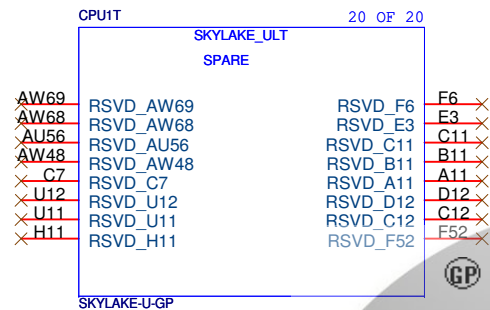 CPU1T 20 OF 20
SKYLAKE_ULT
SPARE
AW69 RSVD_AW69 RSVD_F6 F6
AW68 RSVD_AW68 RSVD_E3 E3
AU56 RSVD_AU56 RSVD_C11 C11
AW48 RSVD_AW48 RSVD_B11 B11
C7 RSVD_C7 RSVD_A11 A11
U12 RSVD_U12 RSVD_D12 D12
U11 RSVD_U11 RSVD_C12 C12
H11 RSVD_H11 RSVD_F52 F52
GP
SKYLAKE-U-GP